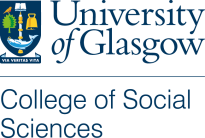 University
of Glasgow
VIA VERITAS VITA
College of Social
Sciences